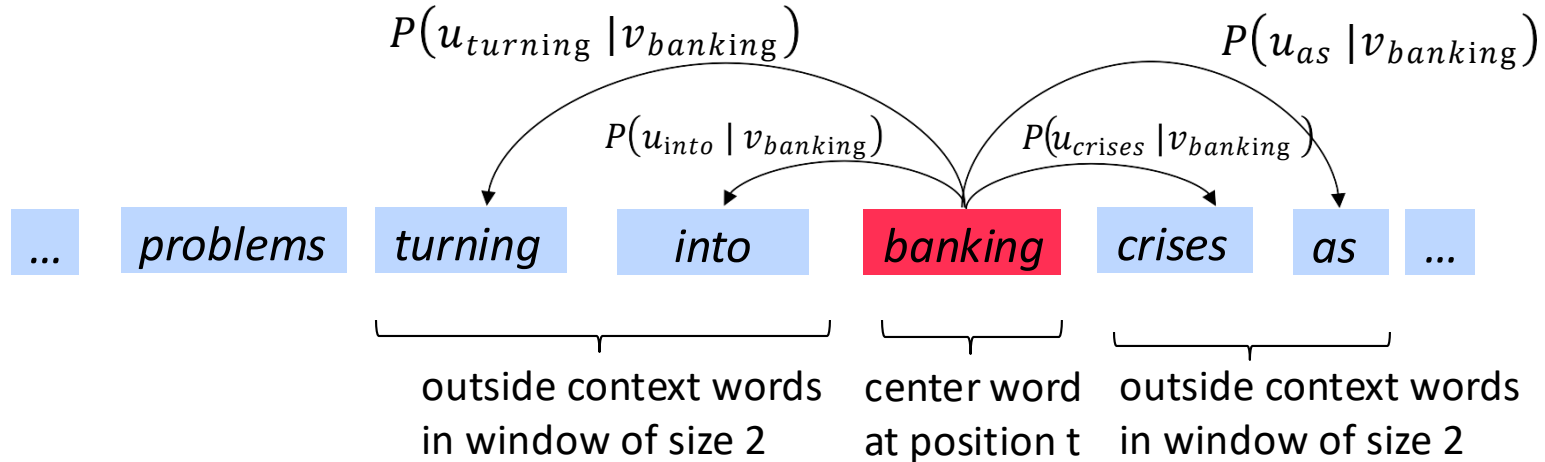 P(u_turning | v_banking)
P(u_as | v_banking)
P(u_into | v_banking)
P(u_crises | v_banking)
... problems turning into banking crises as ...
outside context words
in window of size 2
center word
at position t
outside context words
in window of size 2